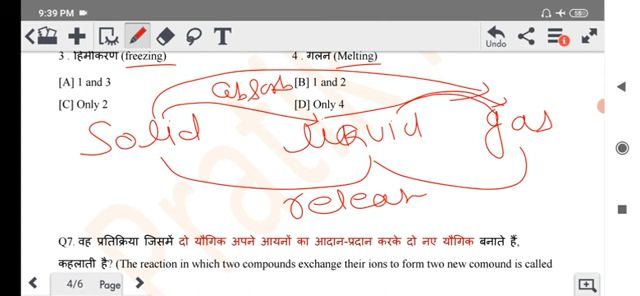 9:39 PM
Undo
3 . हिमीकरण (freezing) 4 . गलन (Melting)
[A] 1 and 3 [B] 1 and 2
absorb
[C] Only 2 [D] Only 4
Solid liquid gas
releas
Q7. वह प्रतिक्रिया जिसमें दो यौगिक अपने आयनों का आदान-प्रदान करके दो नए यौगिक बनाते हैं,
कहलाती है? (The reaction in which two compounds exchange their ions to form two new comound is called
4/6 Page